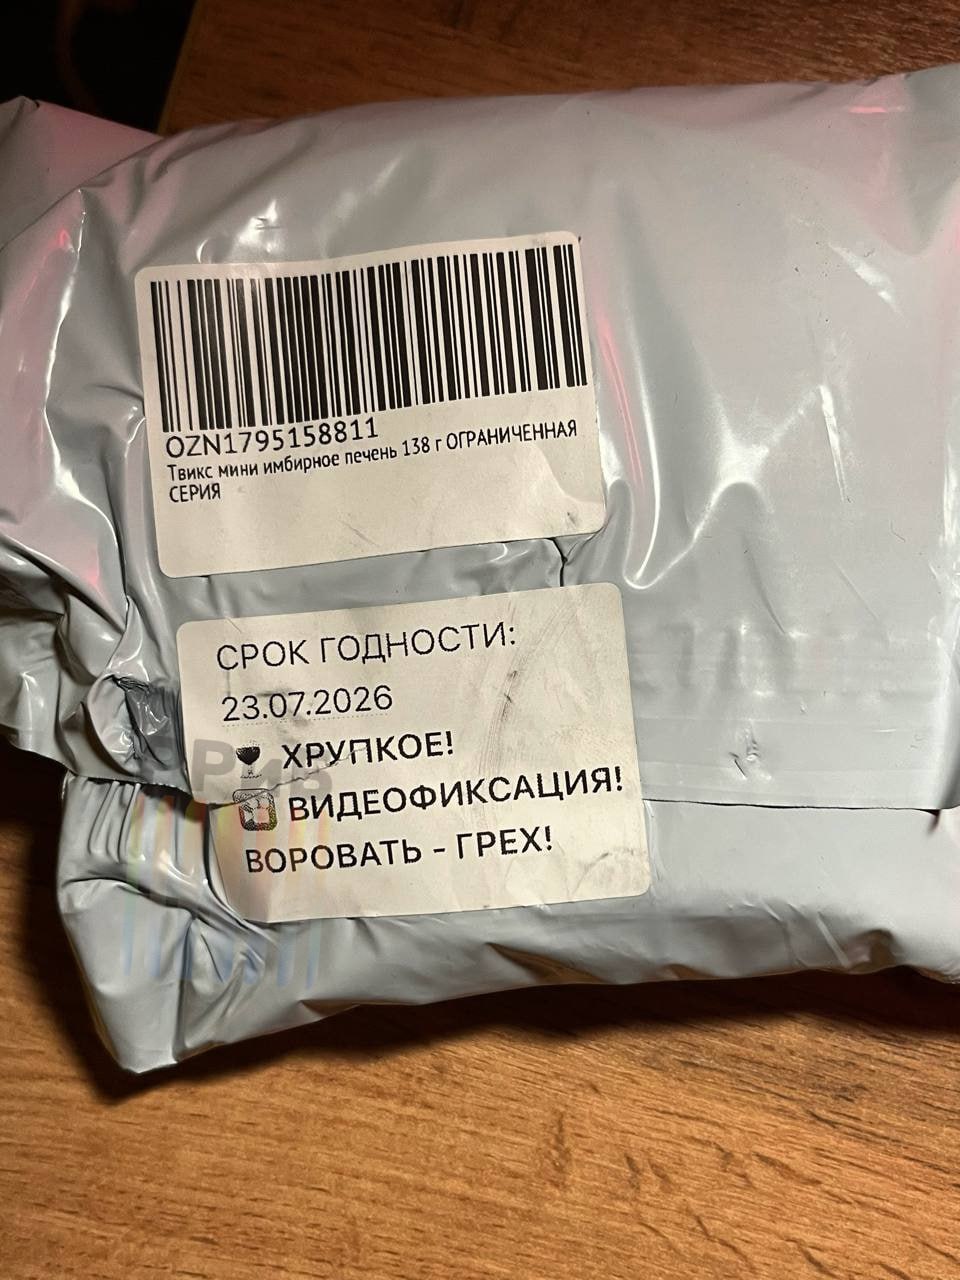 OZN1795158811
Твикс мини имбирное печень 138 г ОГРАНИЧЕННАЯ
СЕРИЯ
СРОК ГОДНОСТИ:
23.07.2026
ХРУПКОЕ!
ВИДЕОФИКСАЦИЯ!
ВОРОВАТЬ - ГРЕХ!